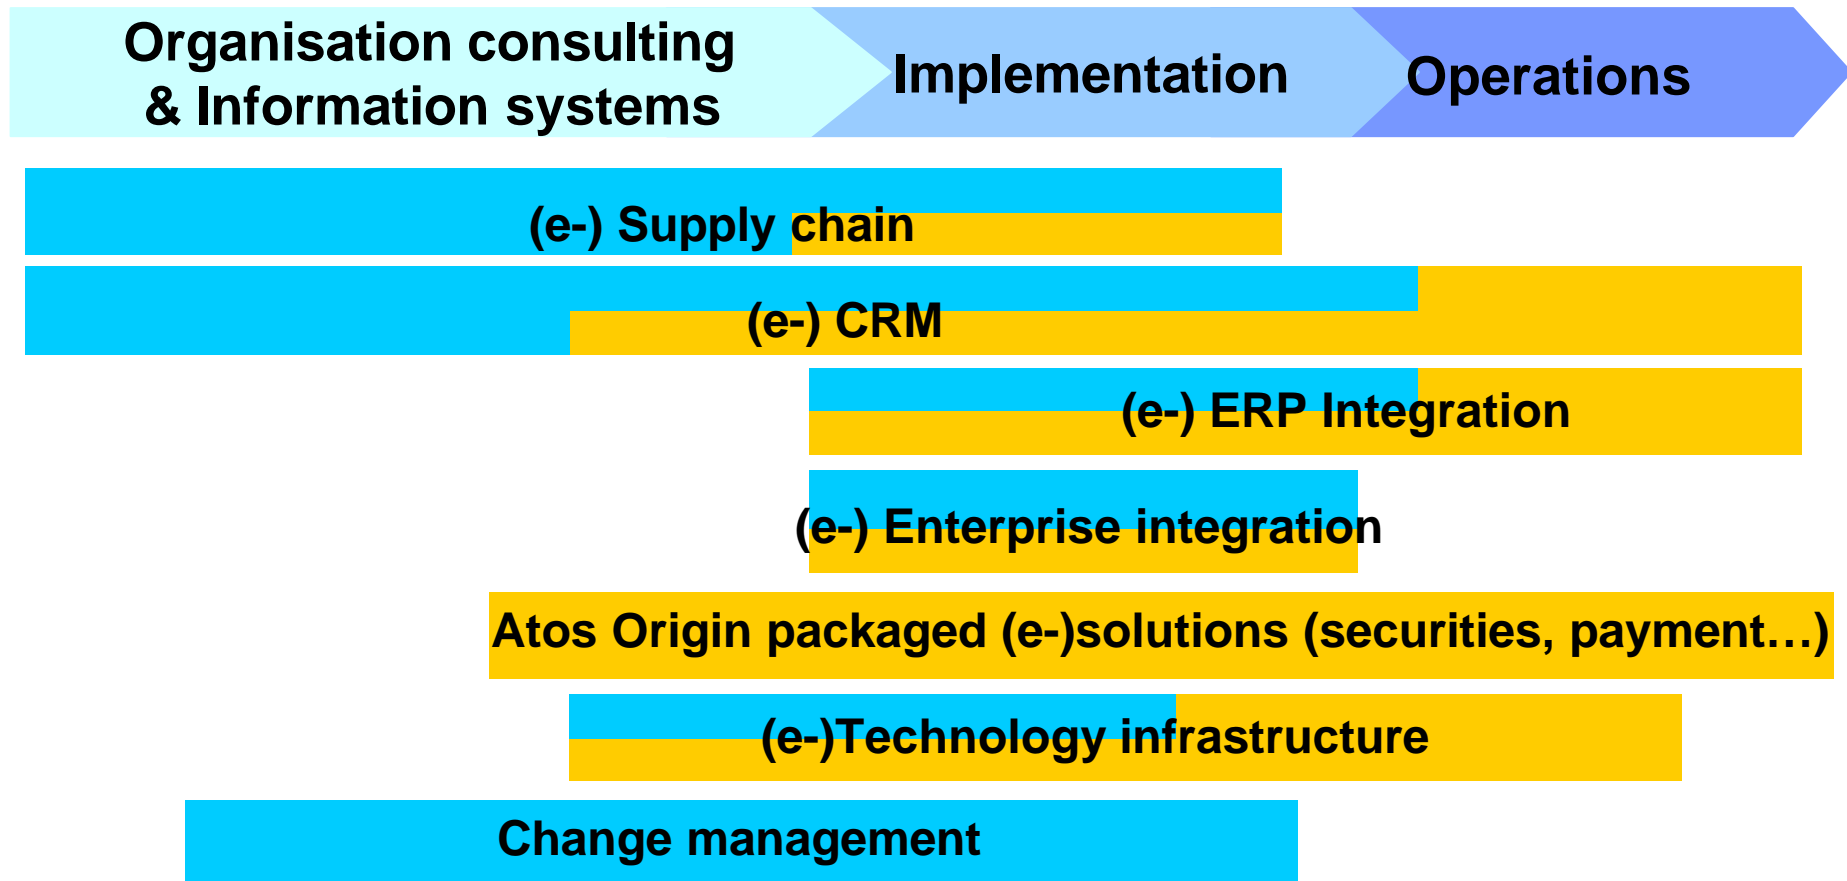 Organisation consulting
& Information systems
Implementation
Operations
(e-) Supply chain
(e-) CRM
(e-) ERP Integration
(e-) Enterprise integration
Atos Origin packaged (e-)solutions (securities, payment…)
(e-)Technology infrastructure
Change management